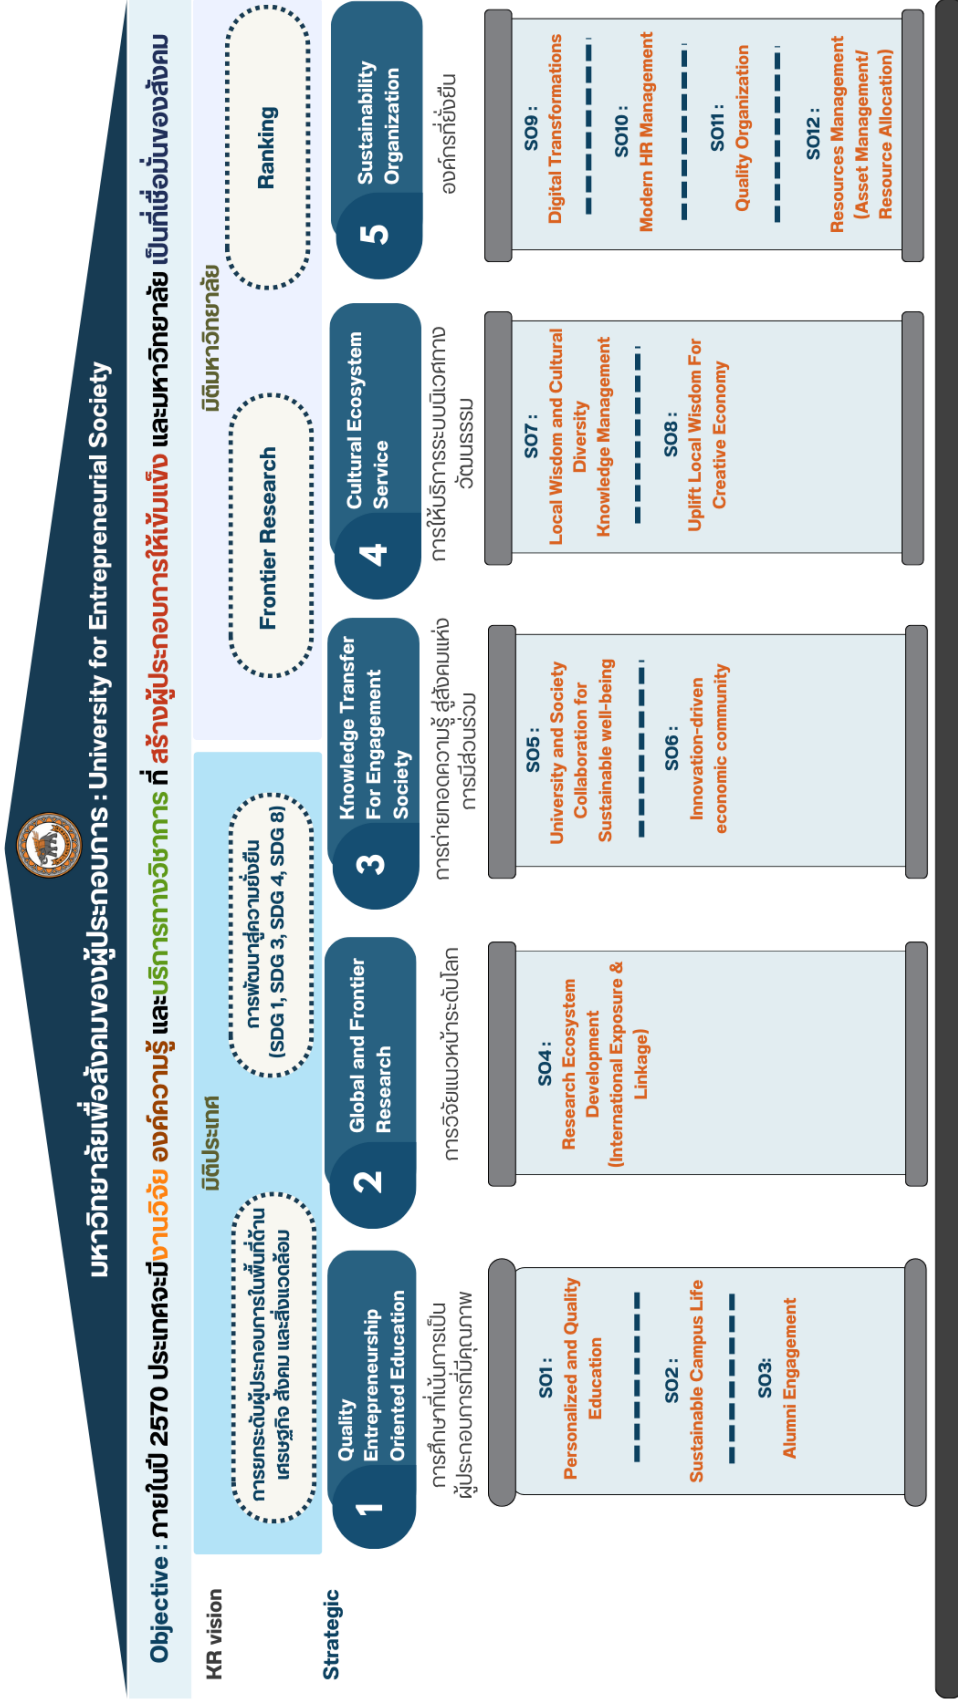 มหาวิทยาลัยเพื่อสังคมของผู้ประกอบการ : University for Entrepreneurial Society
Objective : ภายในปี 2570 ประเทศจะมีงานวิจัย องค์ความรู้ และบริการทางวิชาการ ที่ สร้างผู้ประกอบการให้เข้มแข็ง และมหาวิทยาลัย เป็นที่เชื่อมั่นของสังคม
KR vision
มิติประเทศ
การยกระดับผู้ประกอบการในพื้นที่ด้าน
เศรษฐกิจ สังคม และสิ่งแวดล้อม
การพัฒนาสู่ความยั่งยืน
(SDG 1, SDG 3, SDG 4, SDG 8)
มิติมหาวิทยาลัย
Frontier Research
Ranking
Strategic
1
Quality
Entrepreneurship
Oriented Education
การศึกษาที่เน้นการเป็น
ผู้ประกอบการที่มีคุณภาพ
SO1 :
Personalized and Quality
Education
SO2 :
Sustainable Campus Life
SO3:
Alumni Engagement
2
Global and Frontier
Research
การวิจัยแนวหน้าระดับโลก
SO4 :
Research Ecosystem
Development
(International Exposure &
Linkage)
3
Knowledge Transfer
For Engagement
Society
การถ่ายทอดความรู้ สู่สังคมแห่ง
การมีส่วนร่วม
SO5 :
University and Society
Collaboration for
Sustainable well-being
SO6 :
Innovation-driven
economic community
4
Cultural Ecosystem
Service
การให้บริการระบบนิเวศทาง
วัฒนธรรม
SO7 :
Local Wisdom and Cultural
Diversity
Knowledge Management
SO8 :
Uplift Local Wisdom For
Creative Economy
5
Sustainability
Organization
องค์กรที่ยั่งยืน
SO9 :
Digital Transformations
SO10 :
Modern HR Management
SO11 :
Quality Organization
SO12 :
Resources Management
(Asset Management/
Resource Allocation)